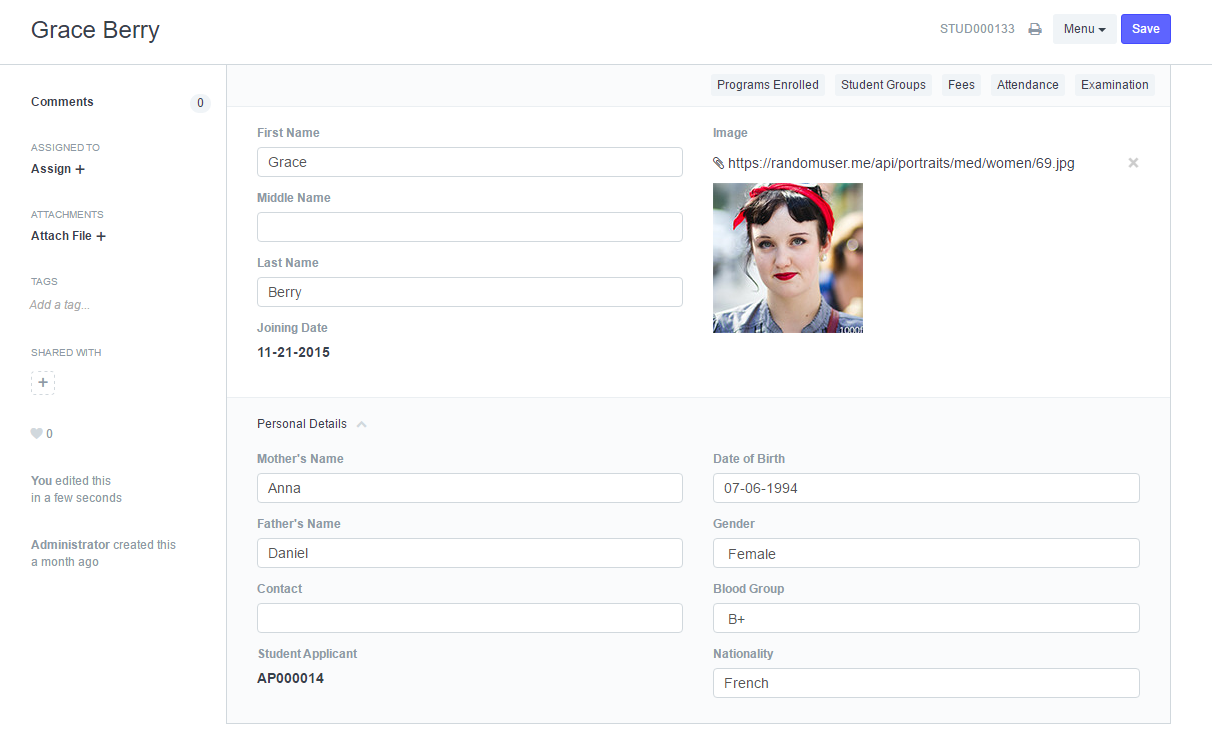 Grace Berry
STUD000133 Menu Save
Comments 0
ASSIGNED TO
Assign +
ATTACHMENTS
Attach File +
TAGS
Add a tag...
SHARED WITH
+
0
You edited this
in a few seconds
Administrator created this
a month ago
Programs Enrolled Student Groups Fees Attendance Examination
First Name
Grace
Middle Name
Last Name
Berry
Joining Date
11-21-2015
Image
https://randomuser.me/api/portraits/med/women/69.jpg ×
Personal Details
Mother's Name
Anna
Father's Name
Daniel
Contact
Student Applicant
AP000014
Date of Birth
07-06-1994
Gender
Female
Blood Group
B+
Nationality
French